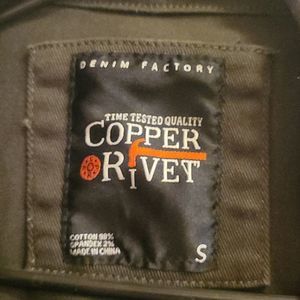 DENIM FACTORY
TIME TESTED QUALITY
COPPER
RIVET
COTTON 98%
SPANDEX 2%
MADE IN CHINA
S